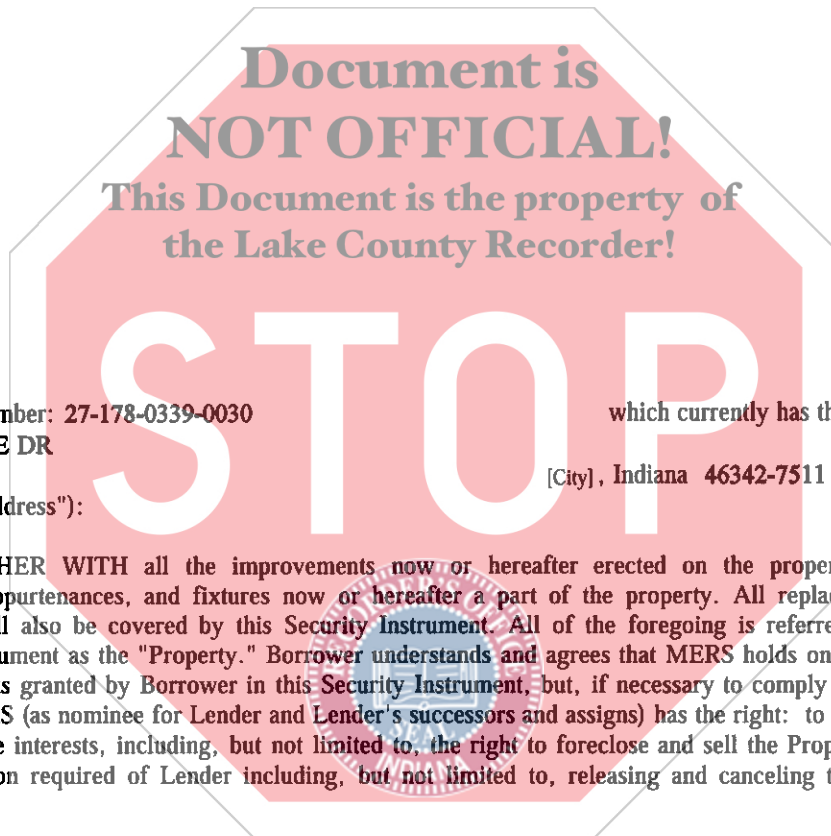 Document is
NOT OFFICIAL!
This Document is the property of
the Lake County Recorder!
STOP
mber: 27-178-0339-0030 which currently has th
E DR
[City], Indiana 46342-7511
ddress"):
HER WITH all the improvements now or hereafter erected on the proper
ppurtenances, and fixtures now or hereafter a part of the property. All repla
l also be covered by this Security Instrument. All of the foregoing is referre
ument as the "Property." Borrower understands and agrees that MERS holds on
s granted by Borrower in this Security Instrument, but, if necessary to comply
S (as nominee for Lender and Lender's successors and assigns) has the right: to
e interests, including, but not limited to, the right to foreclose and sell the Prop
on required of Lender including, but not limited to, releasing and canceling t
SEAL
INDIANA